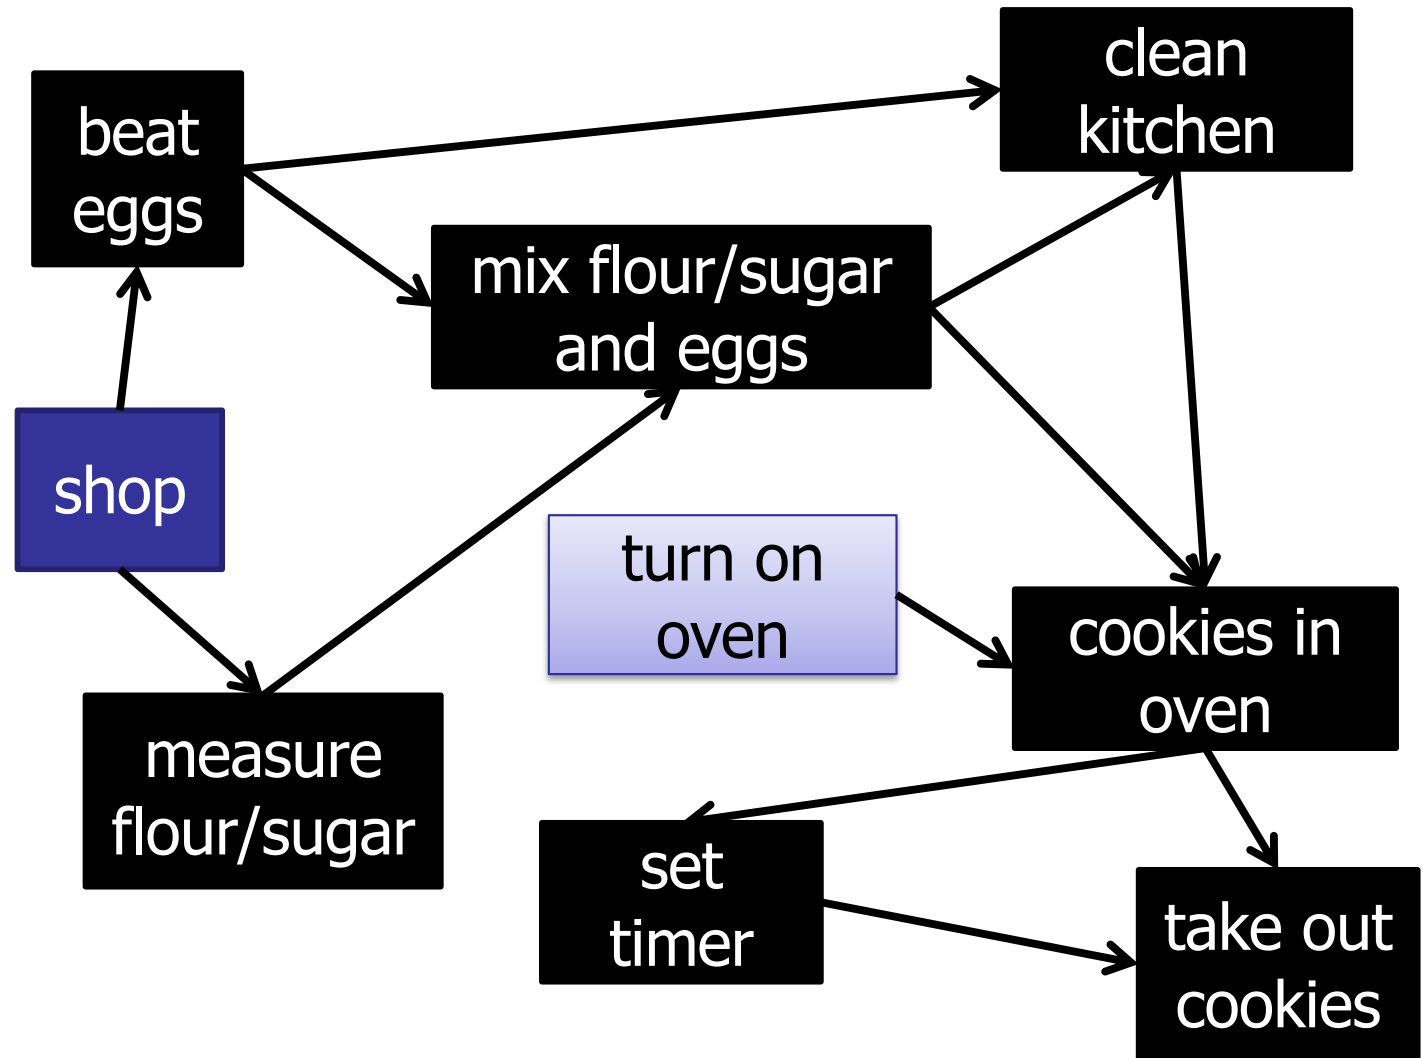 clean
kitchen
beat
eggs
mix flour/sugar
and eggs
shop
turn on
oven
cookies in
oven
measure
flour/sugar
set
timer
take out
cookies